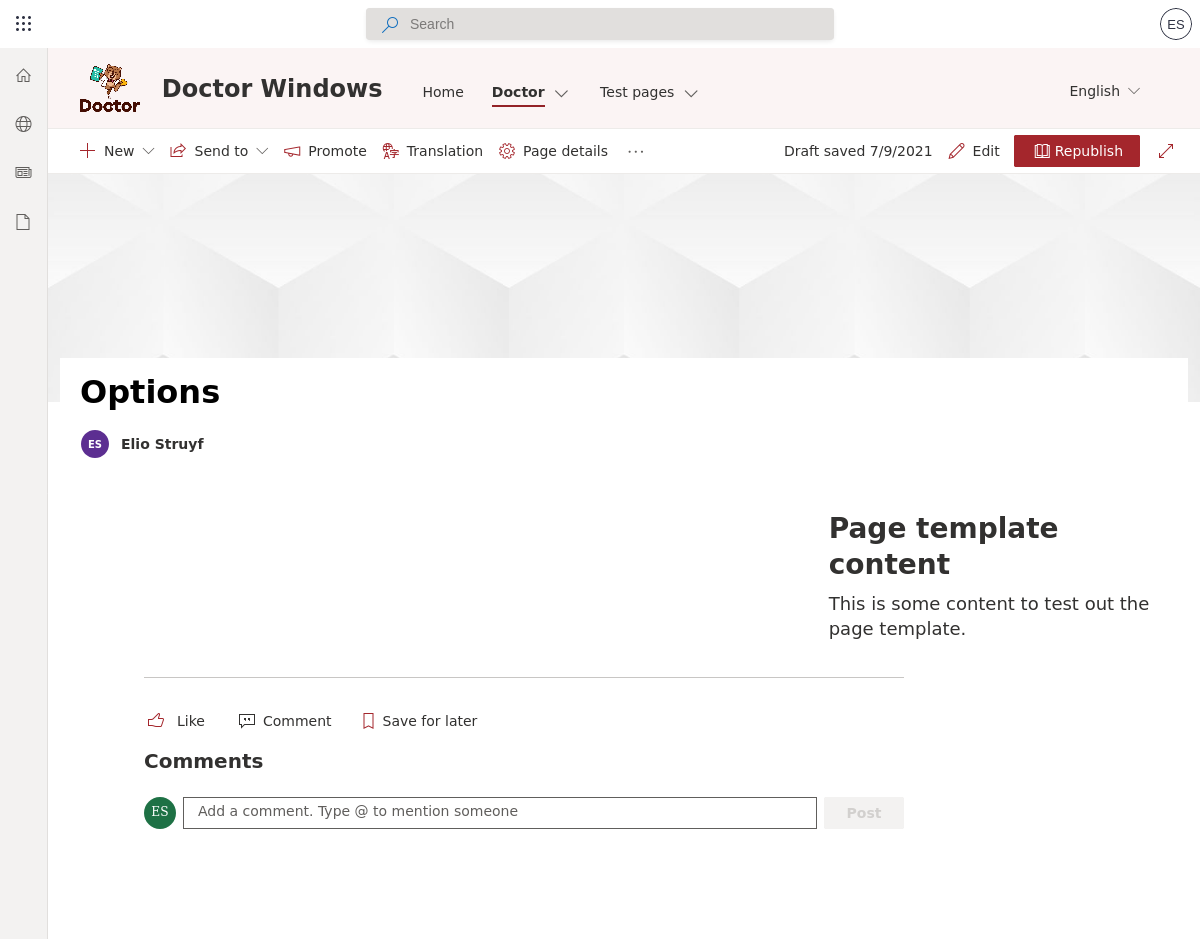 Search
ES
Doctor
Doctor Windows
Home
Doctor
Test pages
English
New
Send to
Promote
Translation
Page details
Draft saved 7/9/2021
Edit
Republish
Options
ES
Elio Struyf
Page template
content
This is some content to test out the
page template.
Like
Comment
Save for later
Comments
ES
Add a comment. Type @ to mention someone
Post